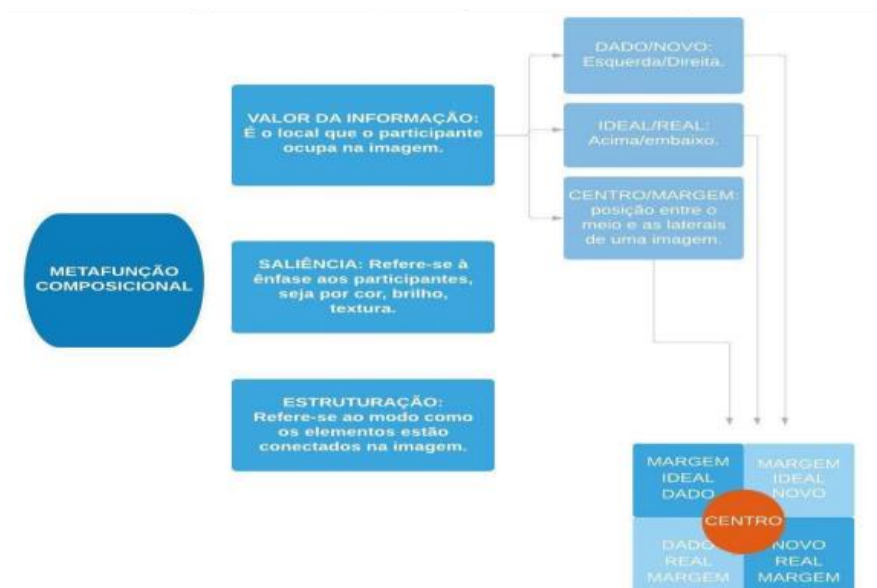 METAFUNÇÃO
COMPOSICIONAL
VALOR DA INFORMAÇÃO:
É o local que o participante
ocupa na imagem.
SALIÊNCIA: Refere-se à
ênfase aos participantes,
seja por cor, brilho,
textura.
ESTRUTURAÇÃO:
Refere-se ao modo como
os elementos estão
conectados na imagem.
DADO/NOVO:
Esquerda/Direita.
IDEAL/REAL:
Acima/embaixo.
CENTRO/MARGEM:
posição entre o
meio e as laterais
de uma imagem.
MARGEM
IDEAL
DADO
MARGEM
IDEAL
NOVO
CENTRO
DADO
REAL
MARGEM
NOVO
REAL
MARGEM